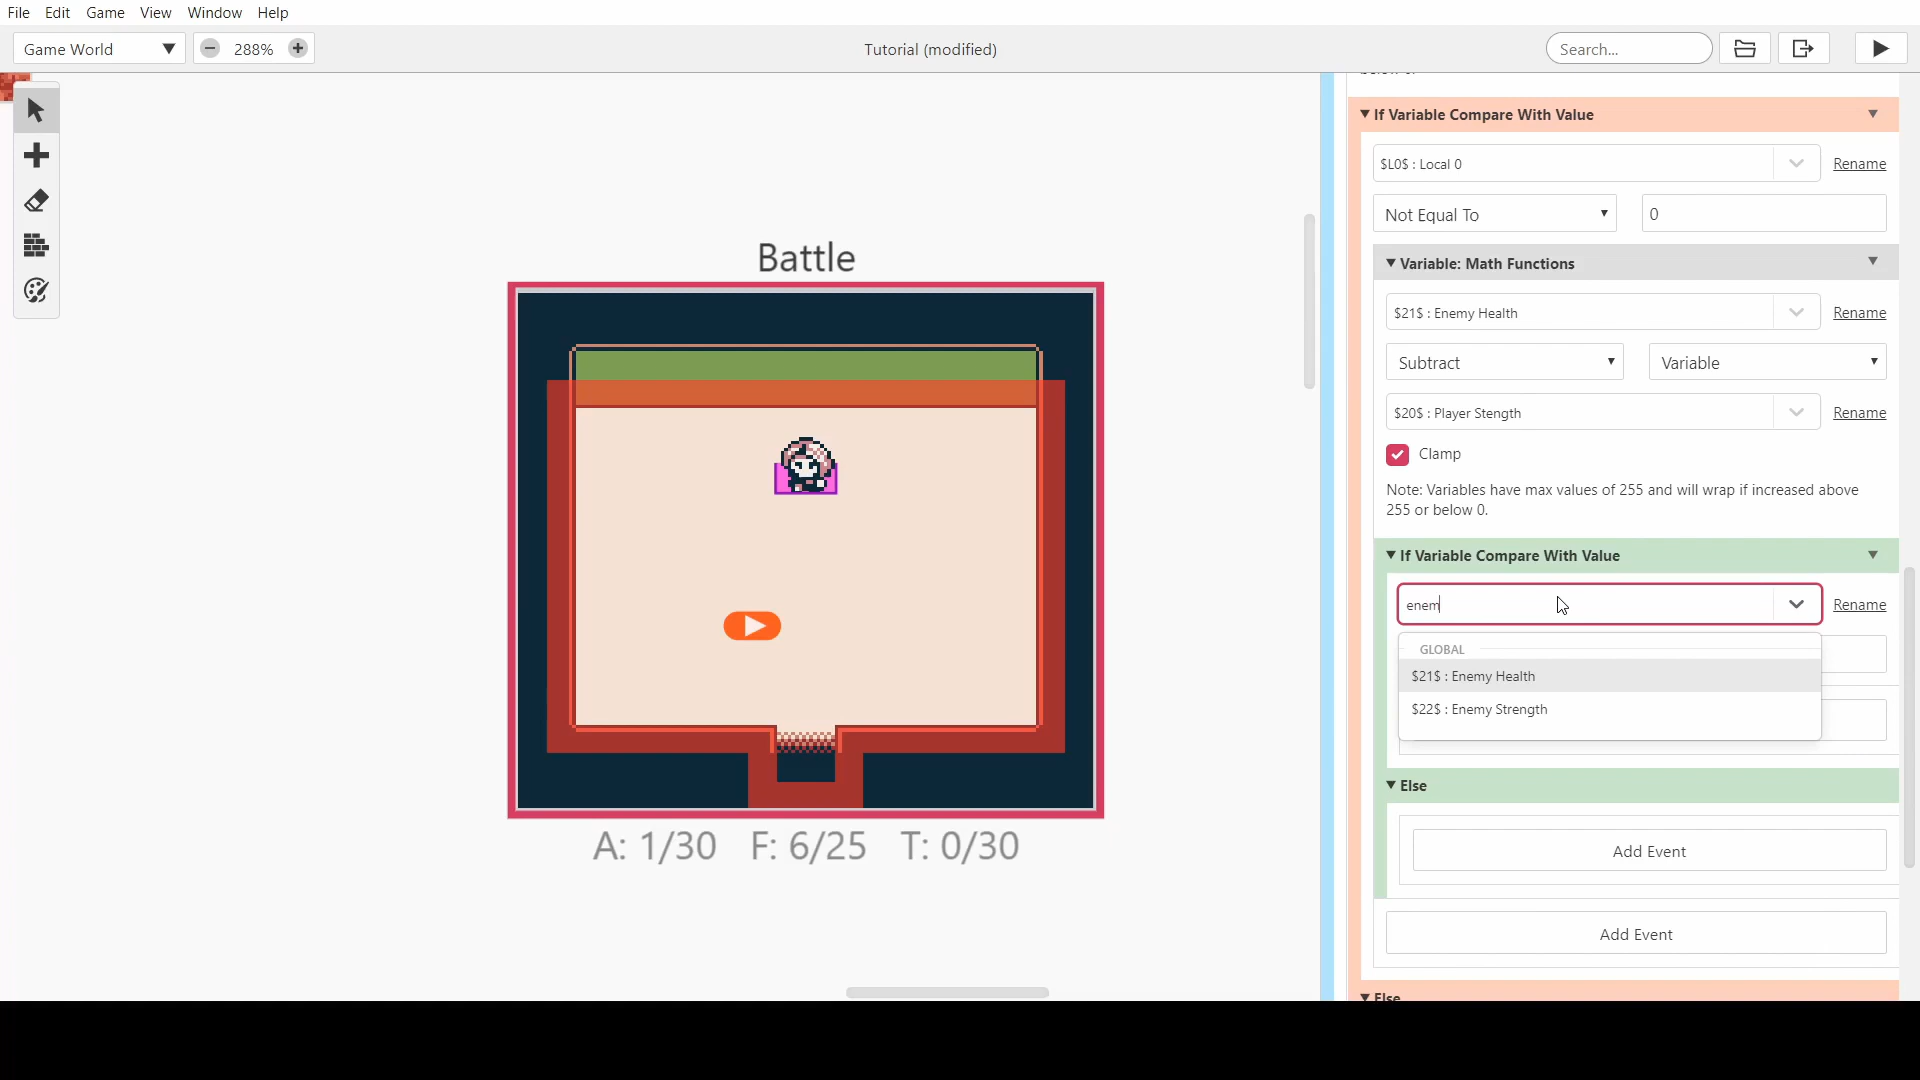 File Edit Game View Window Help
Game World 288% Tutorial (modified) Search...
If Variable Compare With Value
$L0$ : Local 0 Rename
Not Equal To 0
Variable: Math Functions
$21$ : Enemy Health Rename
Subtract Variable
$20$ : Player Stength Rename
Clamp
Note: Variables have max values of 255 and will wrap if increased above
255 or below 0.
If Variable Compare With Value
enem Rename
GLOBAL
$21$ : Enemy Health
$22$ : Enemy Strength
Else
Add Event
Add Event
Else
Battle
A: 1/30 F: 6/25 T: 0/30